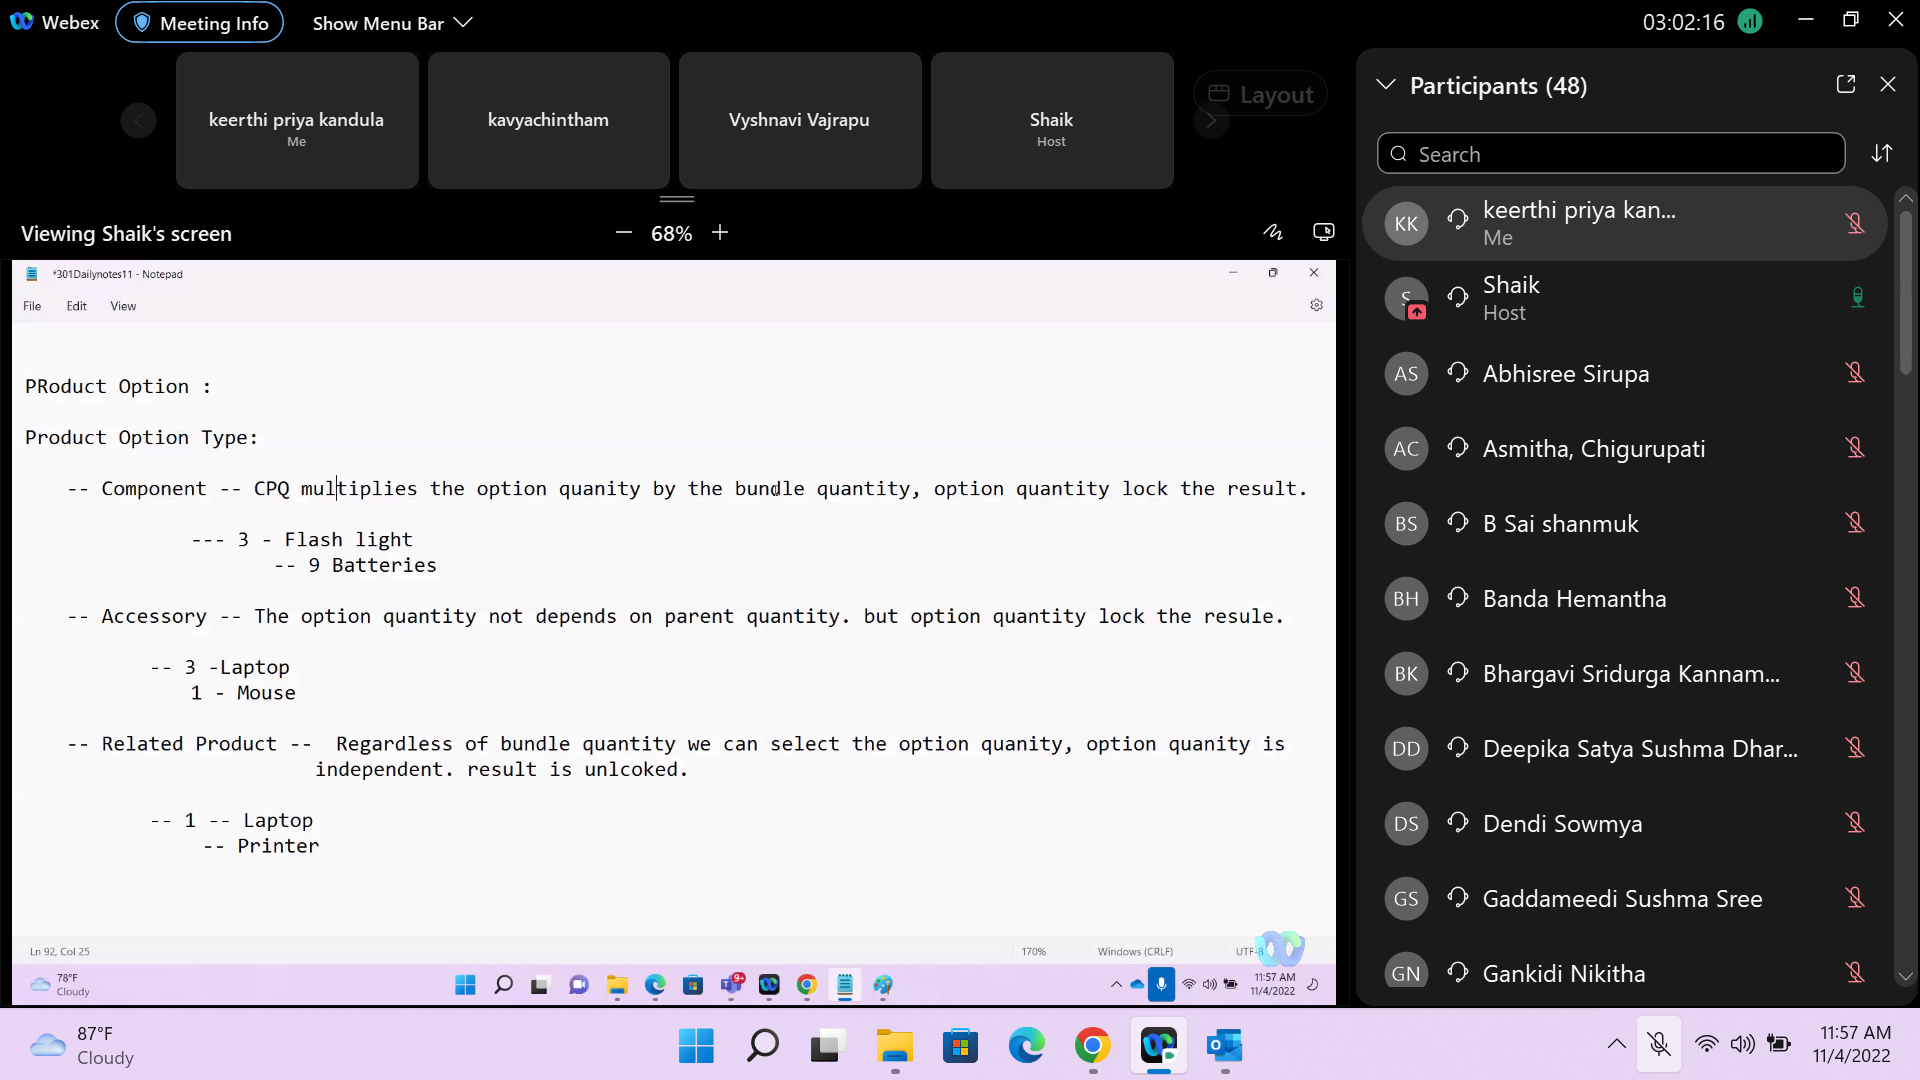 Webex
Meeting Info
Show Menu Bar
03:02:16
keerthi priya kandula
Me
kavyachintham
Vyshnavi Vajrapu
Shaik
Host
Layout
Viewing Shaik's screen
68%
*301Dailynotes11 - Notepad
File Edit View
PRoduct Option :
Product Option Type:
-- Component -- CPQ multiplies the option quanity by the bundle quantity, option quantity lock the result.
--- 3 - Flash light
-- 9 Batteries
-- Accessory -- The option quantity not depends on parent quantity. but option quantity lock the resule.
-- 3 -Laptop
1 - Mouse
-- Related Product -- Regardless of bundle quantity we can select the option quanity, option quanity is
independent. result is unlcoked.
-- 1 -- Laptop
-- Printer
Ln 92, Col 25
170%
Windows (CRLF)
UTF-8
78°F
Cloudy
9+
11:57 AM
11/4/2022
Participants (48)
Search
KK
keerthi priya kan...
Me
S
Shaik
Host
AS
Abhisree Sirupa
AC
Asmitha, Chigurupati
BS
B Sai shanmuk
BH
Banda Hemantha
BK
Bhargavi Sridurga Kannam...
DD
Deepika Satya Sushma Dhar...
DS
Dendi Sowmya
GS
Gaddameedi Sushma Sree
GN
Gankidi Nikitha
87°F
Cloudy
11:57 AM
11/4/2022